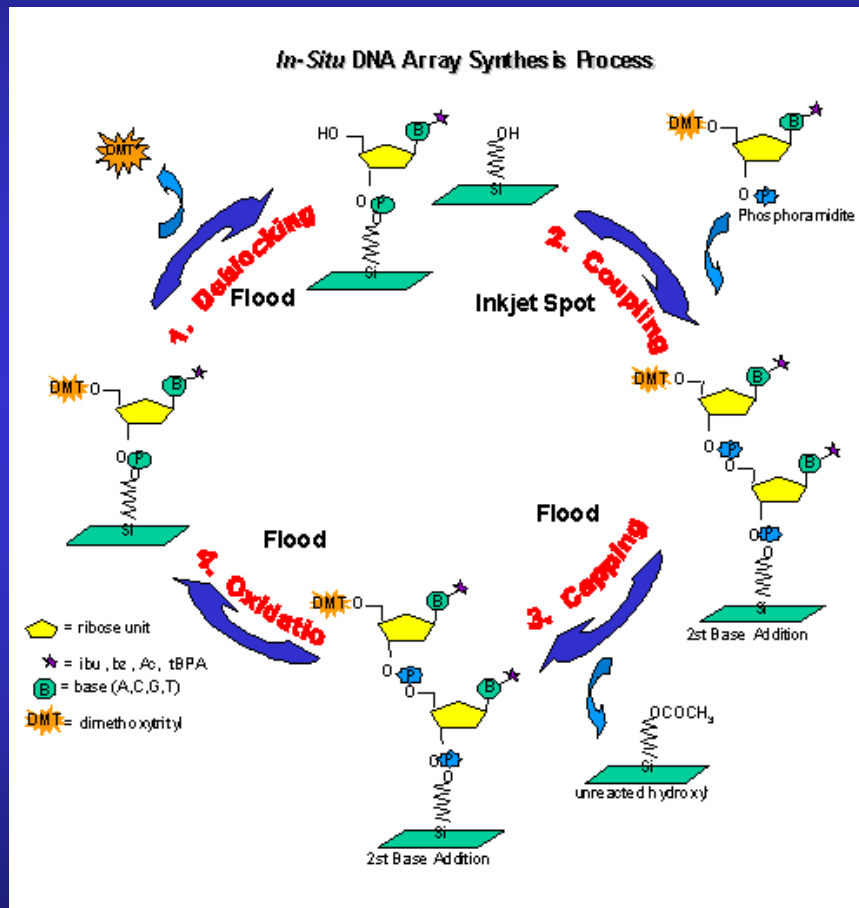 In-Situ DNA Array Synthesis Process
DMT
HO
B
O
P
O
Si
OH
Si
DMT O
B
O
P
Phosphoramidite
1. Deblocking
Flood
2. Coupling
Inkjet Spot
DMT O
B
O
P
O
Si
DMT O
B
O
P
O
B
O
P
O
Si
2st Base Addition
Flood
3. Capping
Flood
4. Oxidatio
DMT O
B
O
P
O
B
O
P
O
Si
2st Base Addition
OCOCH3
Si
unreacted hydroxyl
= ribose unit
= ibu, bz, Ac, tBPA
B = base (A,C,G,T)
DMT = dimethoxytrityl